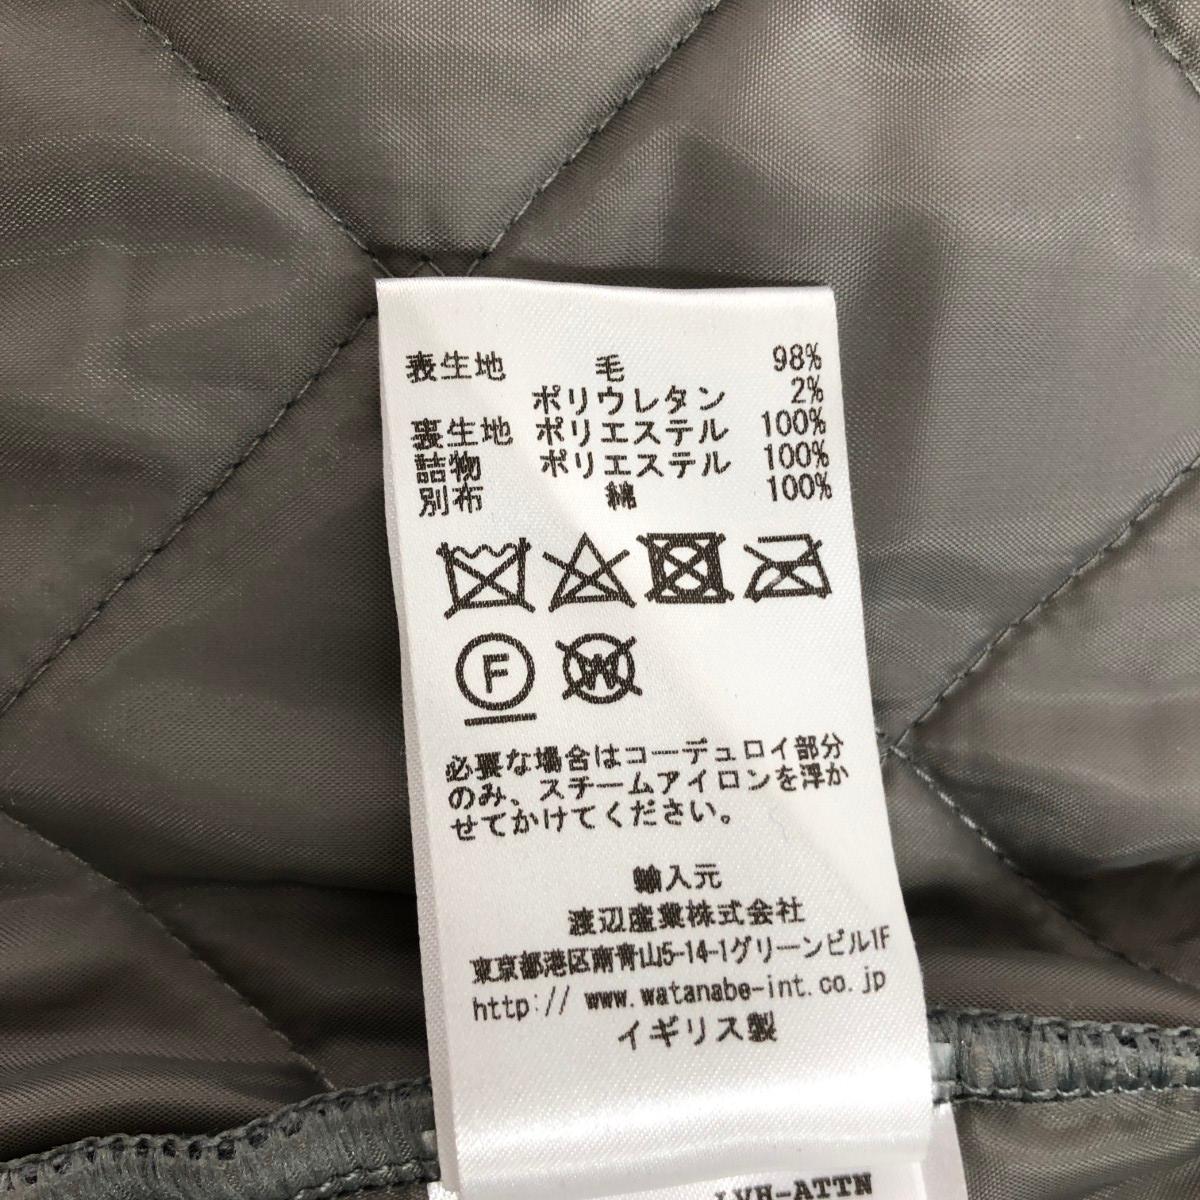 表生地 毛 98%
ポリウレタン 2%
裏生地 ポリエステル 100%
詰物 ポリエステル 100%
別布 綿 100%
F W
必要な場合はコーデュロイ部分
のみ、スチームアイロンを浮か
せてかけてください。
輸入元
渡辺産業株式会社
東京都港区南青山5-14-1グリーンビル1F
http:// www.watanabe-int.co.jp
イギリス製
LVH-ATTN